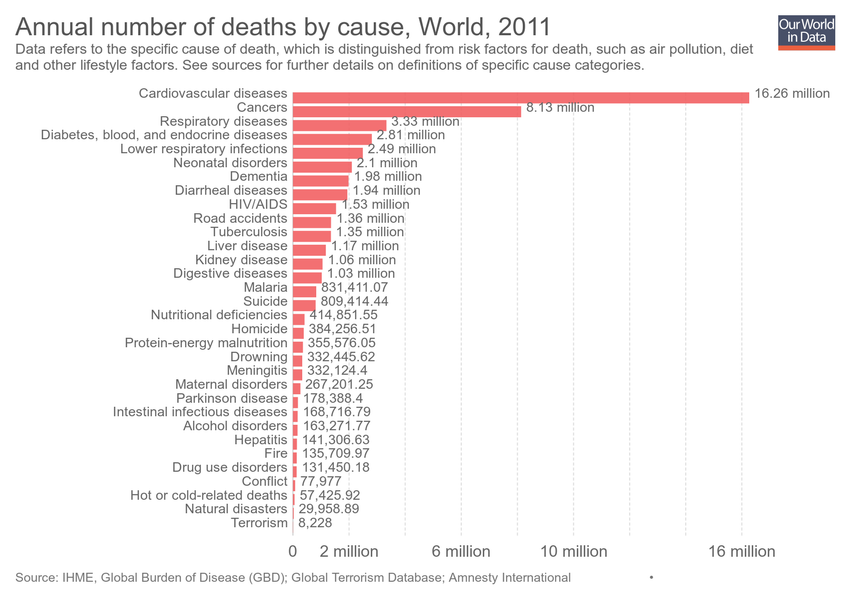 Annual number of deaths by cause, World, 2011
Our World
in Data
Data refers to the specific cause of death, which is distinguished from risk factors for death, such as air pollution, diet
and other lifestyle factors. See sources for further details on definitions of specific cause categories.
Cardiovascular diseases 16.26 million
Cancers 8.13 million
Respiratory diseases 3.33 million
Diabetes, blood, and endocrine diseases 2.81 million
Lower respiratory infections 2.49 million
Neonatal disorders 2.1 million
Dementia 1.98 million
Diarrheal diseases 1.94 million
HIV/AIDS 1.53 million
Road accidents 1.36 million
Tuberculosis 1.35 million
Liver disease 1.17 million
Kidney disease 1.06 million
Digestive diseases 1.03 million
Malaria 831,411.07
Suicide 809,414.44
Nutritional deficiencies 414,851.55
Homicide 384,256.51
Protein-energy malnutrition 355,576.05
Drowning 332,445.62
Meningitis 332,124.4
Maternal disorders 267,201.25
Parkinson disease 178,388.4
Intestinal infectious diseases 168,716.79
Alcohol disorders 163,271.77
Hepatitis 141,306.63
Fire 135,709.97
Drug use disorders 131,450.18
Conflict 77,977
Hot or cold-related deaths 57,425.92
Natural disasters 29,958.89
Terrorism 8,228
0 2 million 6 million 10 million 16 million
Source: IHME, Global Burden of Disease (GBD); Global Terrorism Database; Amnesty International •